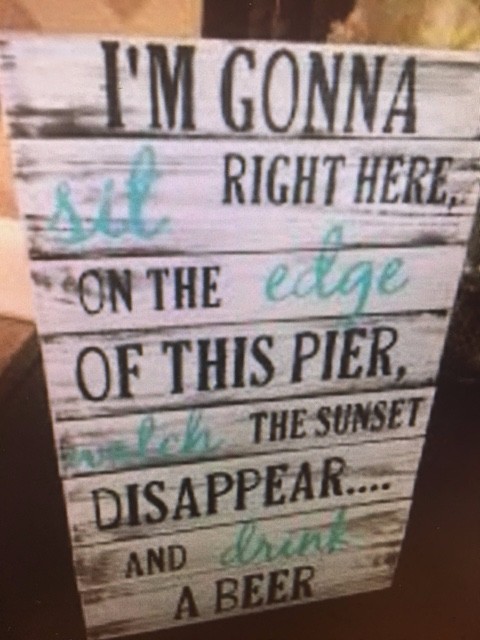 I'M GONNA
sit RIGHT HERE,
ON THE edge
OF THIS PIER,
watch THE SUNSET
DISAPPEAR....
AND drink
A BEER